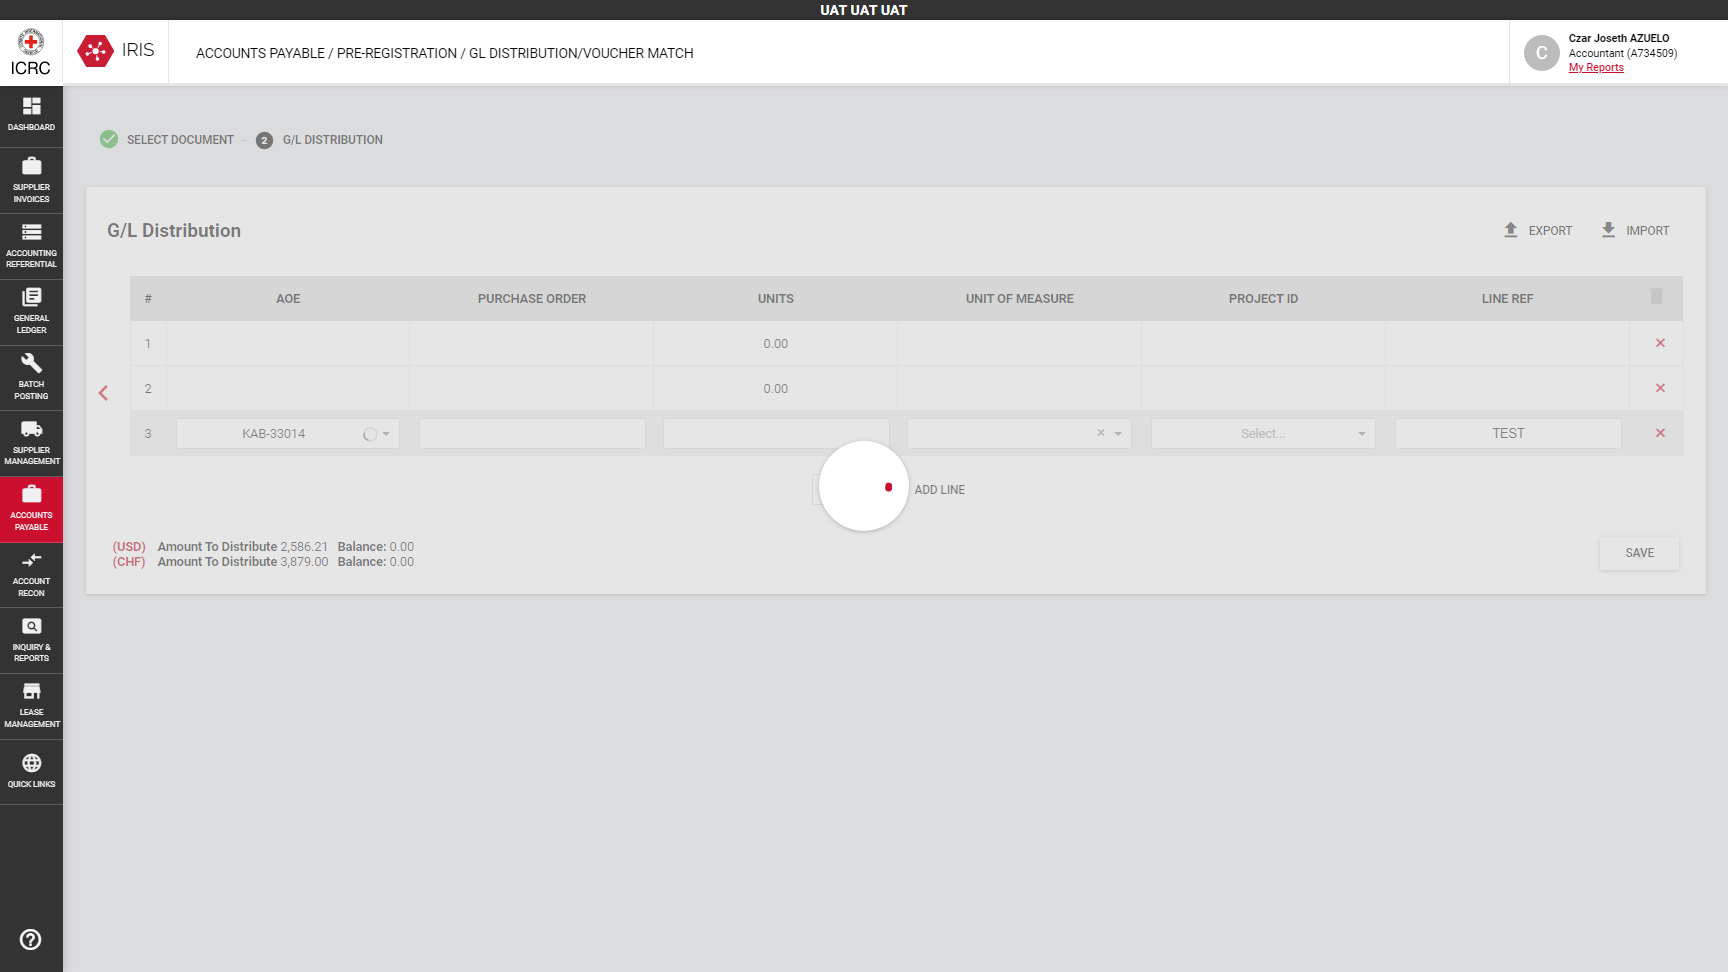 UAT UAT UAT
ICRC
IRIS
ACCOUNTS PAYABLE / PRE-REGISTRATION / GL DISTRIBUTION/VOUCHER MATCH
C
Czar Joseth AZUELO
Accountant (A734509)
My Reports
DASHBOARD
SUPPLIER
INVOICES
ACCOUNTING
REFERENTIAL
GENERAL
LEDGER
BATCH
POSTING
SUPPLIER
MANAGEMENT
ACCOUNTS
PAYABLE
ACCOUNT
RECON
INQUIRY &
REPORTS
LEASE
MANAGEMENT
QUICK LINKS
SELECT DOCUMENT
2 G/L DISTRIBUTION
G/L Distribution
EXPORT
IMPORT
# AOE PURCHASE ORDER UNITS UNIT OF MEASURE PROJECT ID LINE REF
1 0.00
2 0.00
3 KAB-33014 Select... TEST
ADD LINE
(USD) Amount To Distribute 2,586.21 Balance: 0.00
(CHF) Amount To Distribute 3,879.00 Balance: 0.00
SAVE